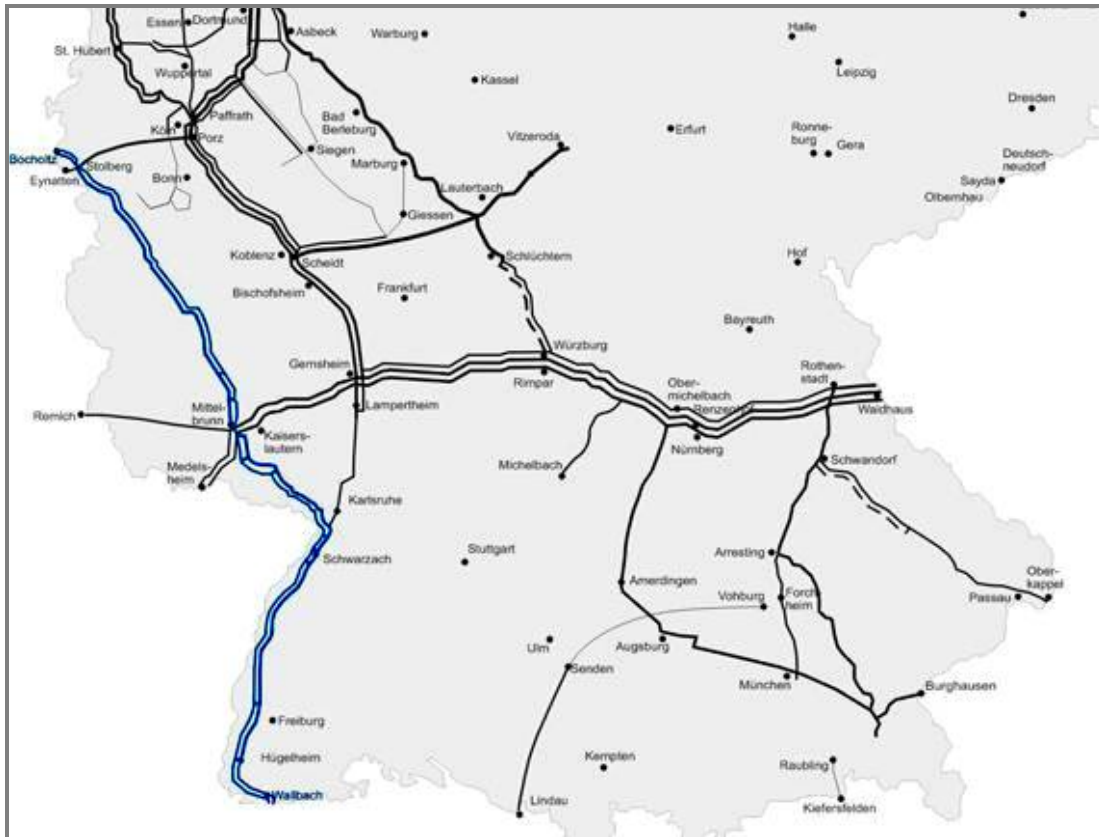 Essen
Dortmund
Asbeck
Warburg
Halle
St. Hubert
Wuppertal
Kassel
Leipzig
Paffrath
Köln
Porz
Bad
Berleburg
Vitzeroda
Erfurt
Ronne-
burg
Gera
Dresden
Deutsch-
neudorf
Bocholtz
Stolberg
Eynatten
Bonn
Siegen
Marburg
Lauterbach
Sayda
Olbernhau
Giessen
Koblenz
Scheidt
Schlüchtern
Hof
Bischofsheim
Frankfurt
Bayreuth
Würzburg
Gernsheim
Rimpar
Rothen-
stadt
Ober-
michelbach
Renzenhof
Waidhaus
Remich
Mittel-
brunn
Lampertheim
Kaisers-
lautern
Nürnberg
Medels-
heim
Michelbach
Schwandorf
Karlsruhe
Schwarzach
Stuttgart
Arresting
Ober-
kappel
Amerdingen
Vohburg
Forch-
heim
Passau
Ulm
Augsburg
Senden
München
Burghausen
Freiburg
Hügelheim
Kempten
Raubling
Wallbach
Lindau
Kiefersfelden